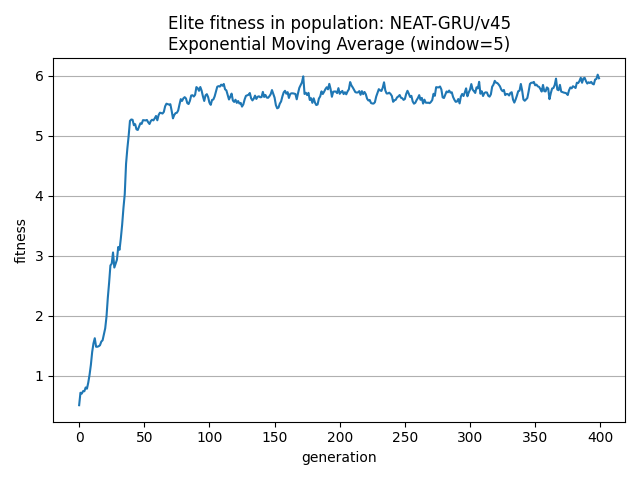 Elite fitness in population: NEAT-GRU/v45
Exponential Moving Average (window=5)
6
5
4
3
2
1
fitness
0 50 100 150 200 250 300 350 400
generation